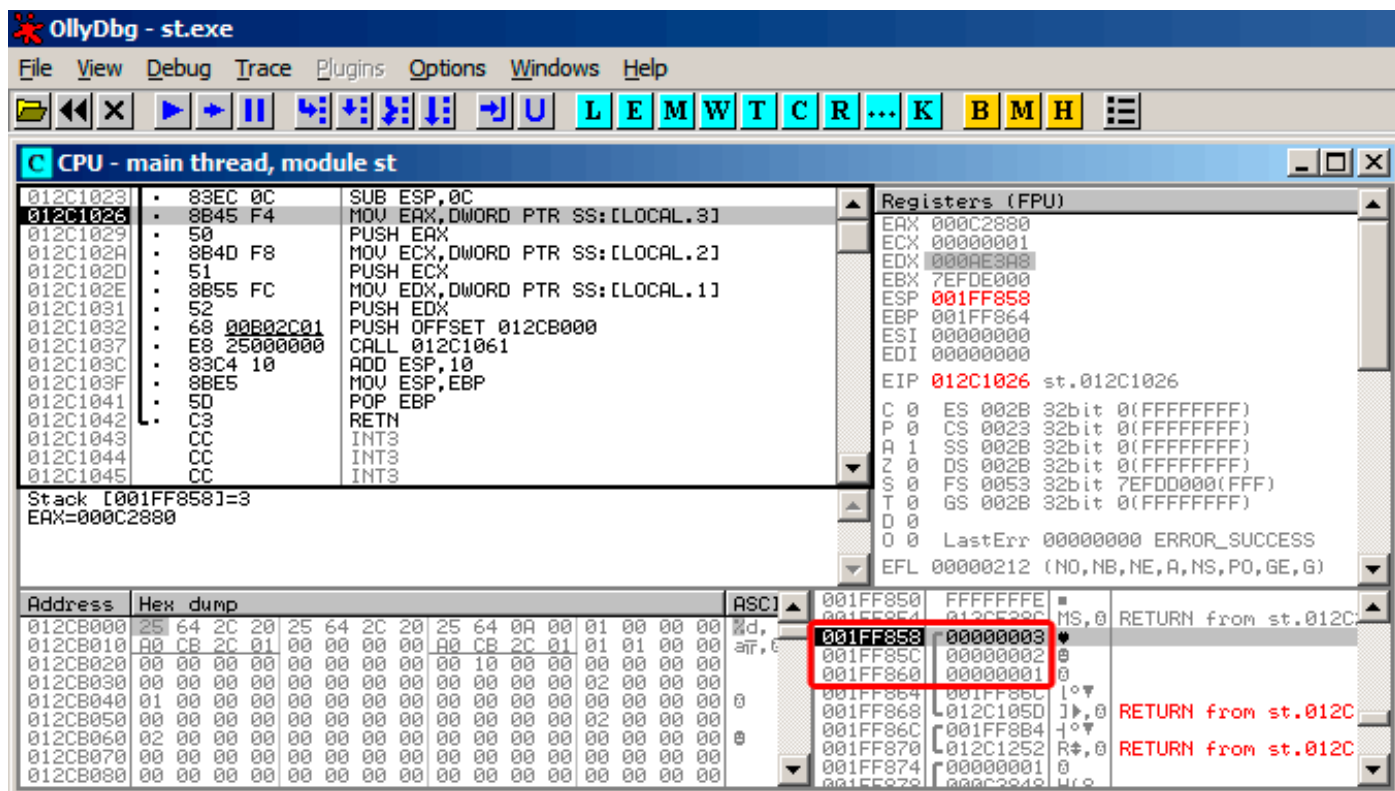 OllyDbg - st.exe
File View Debug Trace Plugins Options Windows Help
L E M W T C R ... K B M H
C CPU - main thread, module st
012C1023 · 83EC 0C SUB ESP,0C
012C1026 · 8B45 F4 MOV EAX,DWORD PTR SS:[LOCAL.3]
012C1029 · 50 PUSH EAX
012C102A · 8B4D F8 MOV ECX,DWORD PTR SS:[LOCAL.2]
012C102D · 51 PUSH ECX
012C102E · 8B55 FC MOV EDX,DWORD PTR SS:[LOCAL.1]
012C1031 · 52 PUSH EDX
012C1032 · 68 00B02C01 PUSH OFFSET 012CB000
012C1037 · E8 25000000 CALL 012C1061
012C103C · 83C4 10 ADD ESP,10
012C103F · 8BE5 MOV ESP,EBP
012C1041 · 5D POP EBP
012C1042 · C3 RETN
012C1043 CC INT3
012C1044 CC INT3
012C1045 CC INT3
Stack [001FF858]=3
EAX=000C2880
Registers (FPU)
EAX 000C2880
ECX 00000001
EDX 000AE3A8
EBX 7EFDE000
ESP 001FF858
EBP 001FF864
ESI 00000000
EDI 00000000
EIP 012C1026 st.012C1026
C 0 ES 002B 32bit 0(FFFFFFFF)
P 0 CS 0023 32bit 0(FFFFFFFF)
A 1 SS 002B 32bit 0(FFFFFFFF)
Z 0 DS 002B 32bit 0(FFFFFFFF)
S 0 FS 0053 32bit 7EFDD000(FFF)
T 0 GS 002B 32bit 0(FFFFFFFF)
D 0
O 0 LastErr 00000000 ERROR_SUCCESS
EFL 00000212 (NO,NB,NE,A,NS,PO,GE,G)
Address Hex dump ASCI
012CB000 25 64 2C 20 25 64 2C 20 25 64 0A 00 01 00 00 00 %d,
012CB010 A0 CB 2C 01 00 00 00 00 A0 CB 2C 01 01 01 00 00
012CB020 00 00 00 00 00 00 00 00 00 10 00 00 00 00 00 00
012CB030 00 00 00 00 00 00 00 00 00 00 00 00 02 00 00 00
012CB040 01 00 00 00 00 00 00 00 00 00 00 00 00 00 00 00
012CB050 00 00 00 00 00 00 00 00 00 00 00 00 02 00 00 00
012CB060 02 00 00 00 00 00 00 00 00 00 00 00 00 00 00 00
012CB070 00 00 00 00 00 00 00 00 00 00 00 00 00 00 00 00
012CB080 00 00 00 00 00 00 00 00 00 00 00 00 00 00 00 00
001FF850 FFFFFFFE
MS,0 RETURN from st.012C
001FF858 00000003 ♥
001FF85C 00000002
001FF860 00000001
001FF864 001FF86C
001FF868 012C105D RETURN from st.012C
001FF86C 001FF8B4
001FF870 012C1252 R‡,0 RETURN from st.012C
001FF874 00000001